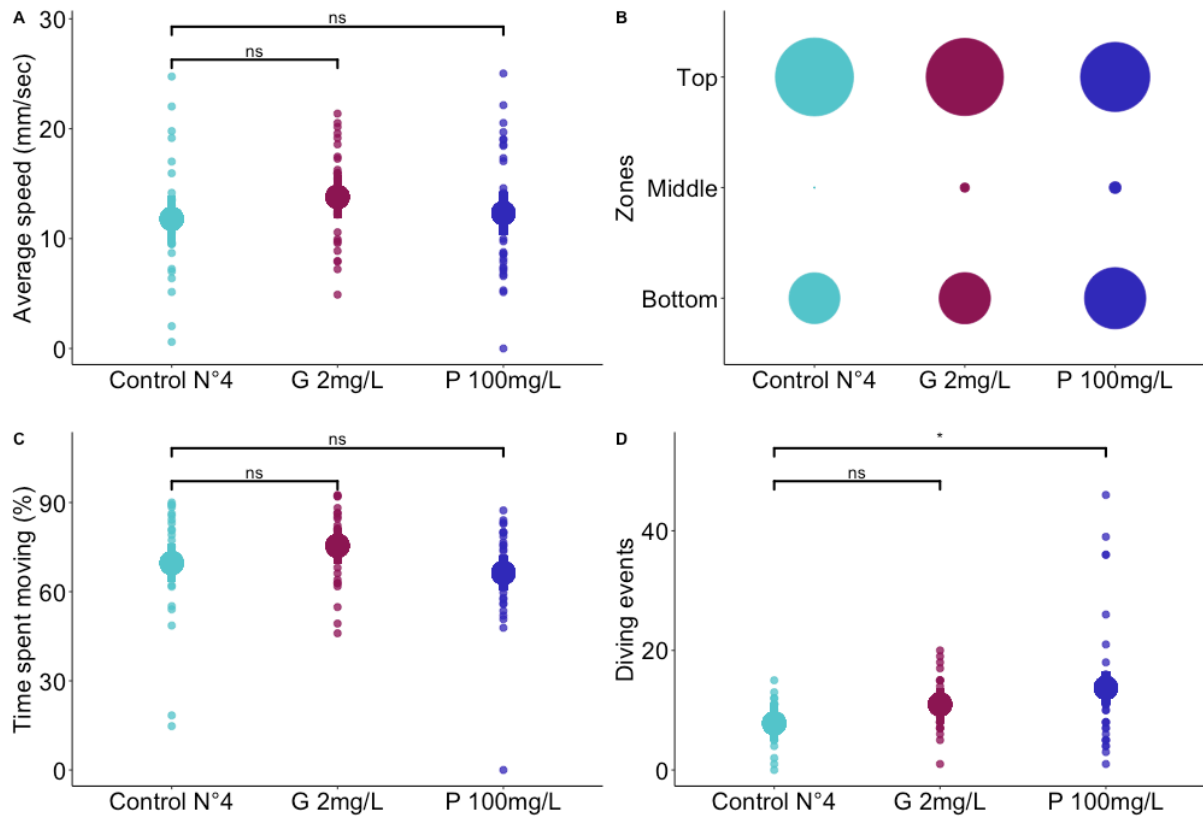 A
Average speed (mm/sec)
30
20
10
0
ns
ns
Control N°4 G 2mg/L P 100mg/L
B
Zones
Top
Middle
Bottom
Control N°4 G 2mg/L P 100mg/L
C
Time spent moving (%)
90
60
30
0
ns
ns
Control N°4 G 2mg/L P 100mg/L
D
Diving events
40
20
0
*
ns
Control N°4 G 2mg/L P 100mg/L